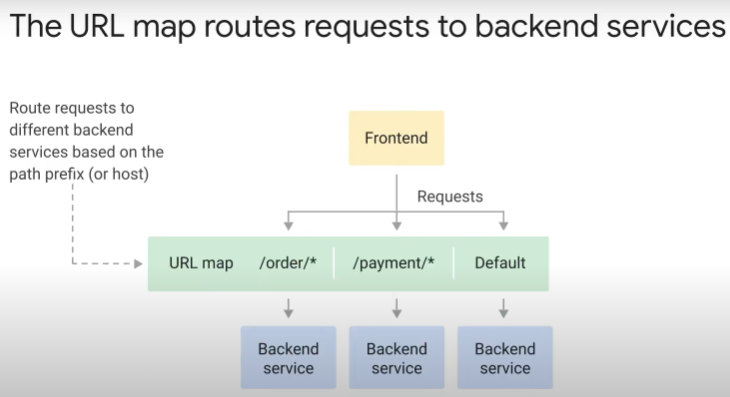 The URL map routes requests to backend services
Route requests to
different backend
services based on the
path prefix (or host)
Frontend
Requests
URL map /order/* /payment/* Default
Backend
service
Backend
service
Backend
service